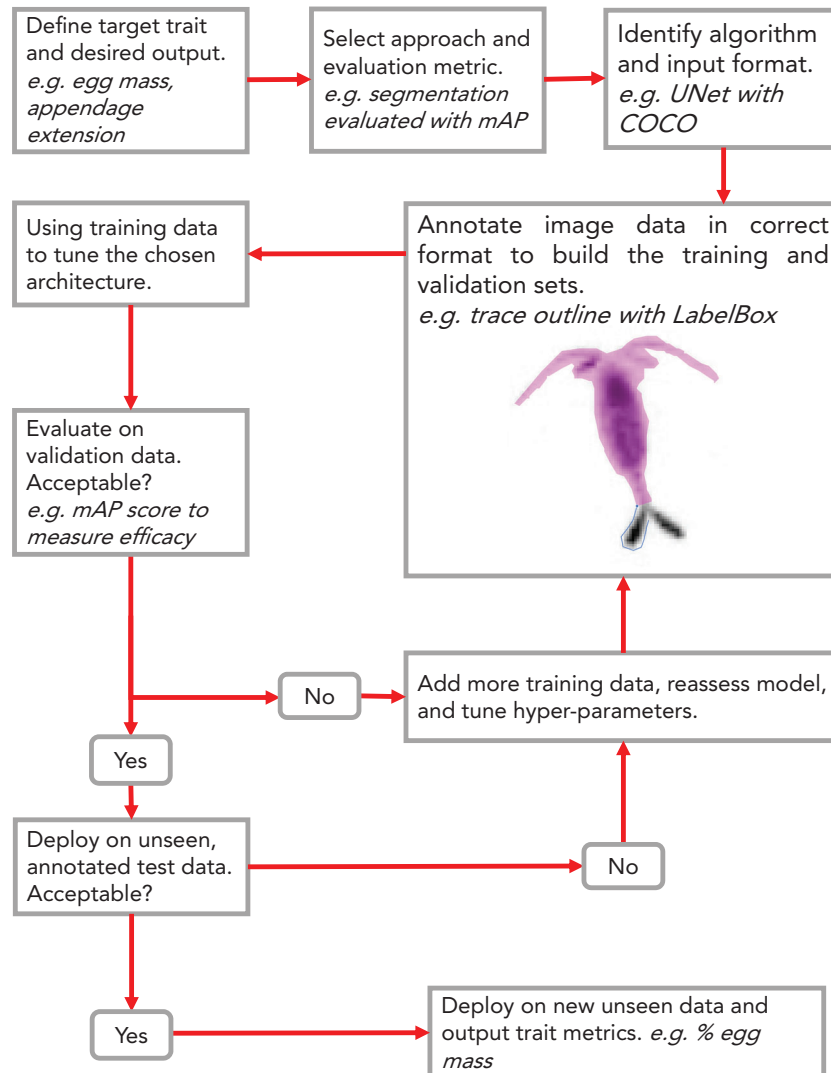 Define target trait
and desired output.
e.g. egg mass,
appendage
extension
Select approach and
evaluation metric.
e.g. segmentation
evaluated with mAP
Identify algorithm
and input format.
e.g. UNet with
COCO
Annotate image data in correct
format to build the training and
validation sets.
e.g. trace outline with LabelBox
Using training data
to tune the chosen
architecture.
Evaluate on
validation data.
Acceptable?
e.g. mAP score to
measure efficacy
No
Add more training data, reassess model,
and tune hyper-parameters.
Yes
Deploy on unseen,
annotated test data.
Acceptable?
No
Yes
Deploy on new unseen data and
output trait metrics. e.g. % egg
mass